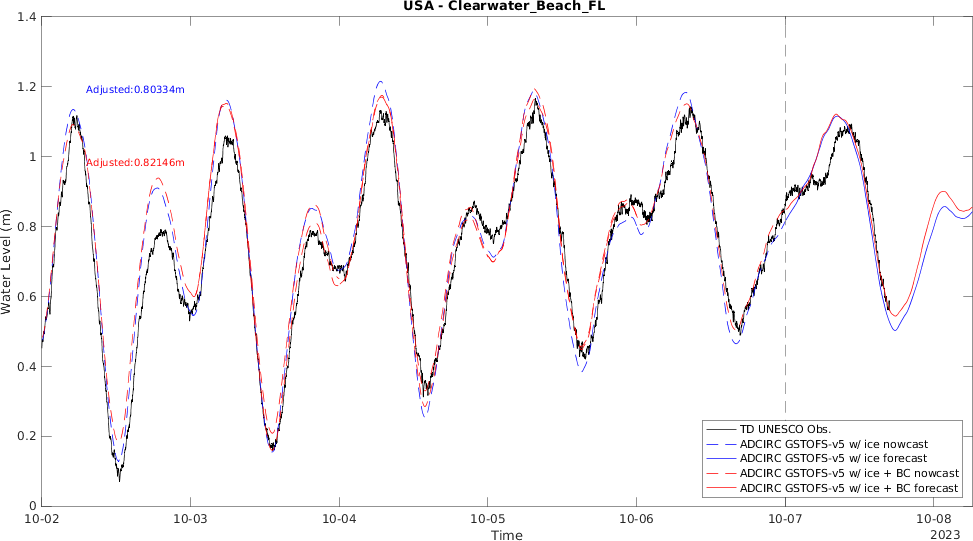 USA - Clearwater_Beach_FL
1.4
1.2
1
0.8
0.6
0.4
0.2
0
Water Level (m)
Adjusted:0.80334m
Adjusted:0.82146m
TD UNESCO Obs.
ADCIRC GSTOFS-v5 w/ ice nowcast
ADCIRC GSTOFS-v5 w/ ice forecast
ADCIRC GSTOFS-v5 w/ ice + BC nowcast
ADCIRC GSTOFS-v5 w/ ice + BC forecast
10-02 10-03 10-04 10-05 10-06 10-07 10-08
Time
2023